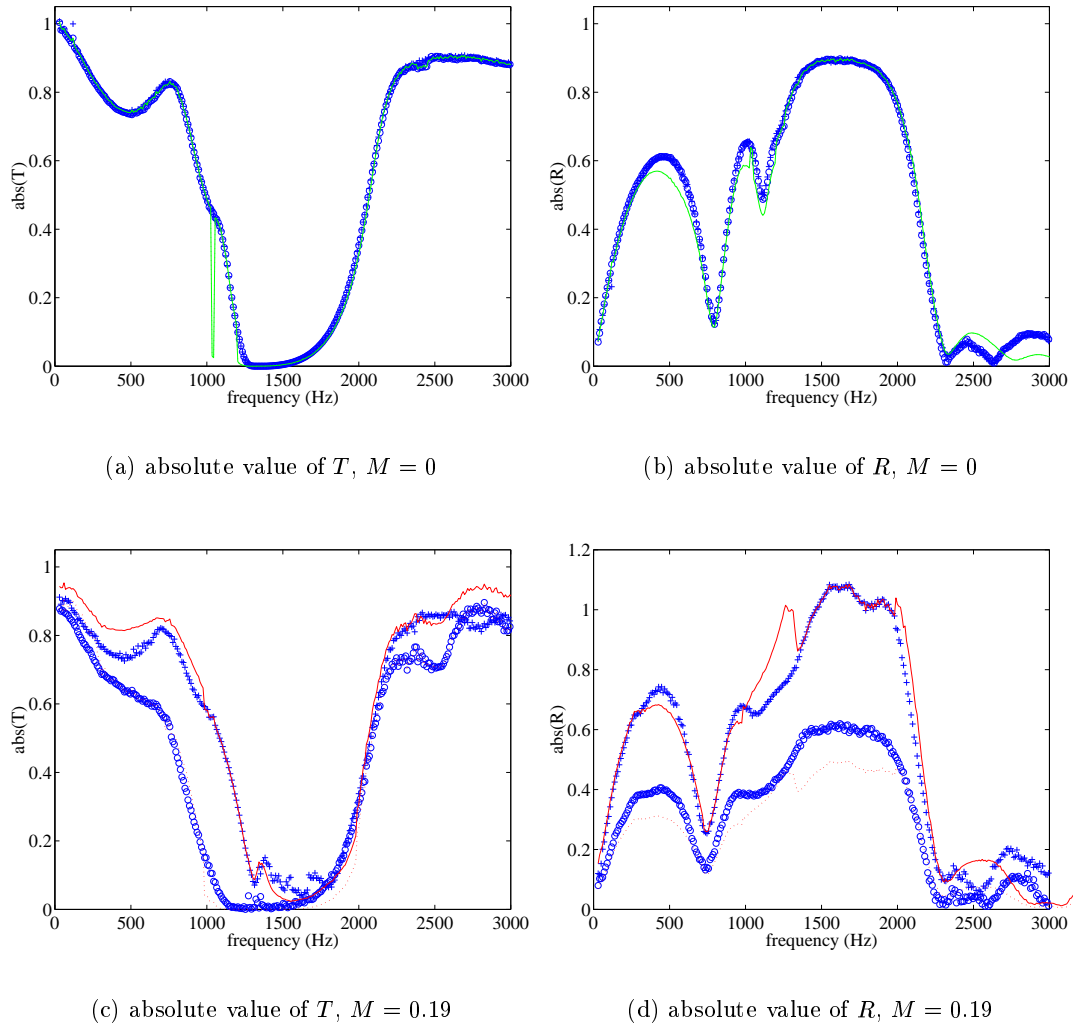 1
0.8
0.6
0.4
0.2
0
abs(T)
0 500 1000 1500 2000 2500 3000
frequency (Hz)
1
0.8
0.6
0.4
0.2
0
abs(R)
0 500 1000 1500 2000 2500 3000
frequency (Hz)
(a) absolute value of T, M = 0
(b) absolute value of R, M = 0
1
0.8
0.6
0.4
0.2
0
abs(T)
0 500 1000 1500 2000 2500 3000
frequency (Hz)
1.2
1
0.8
0.6
0.4
0.2
0
abs(R)
0 500 1000 1500 2000 2500 3000
frequency (Hz)
(c) absolute value of T, M = 0.19
(d) absolute value of R, M = 0.19